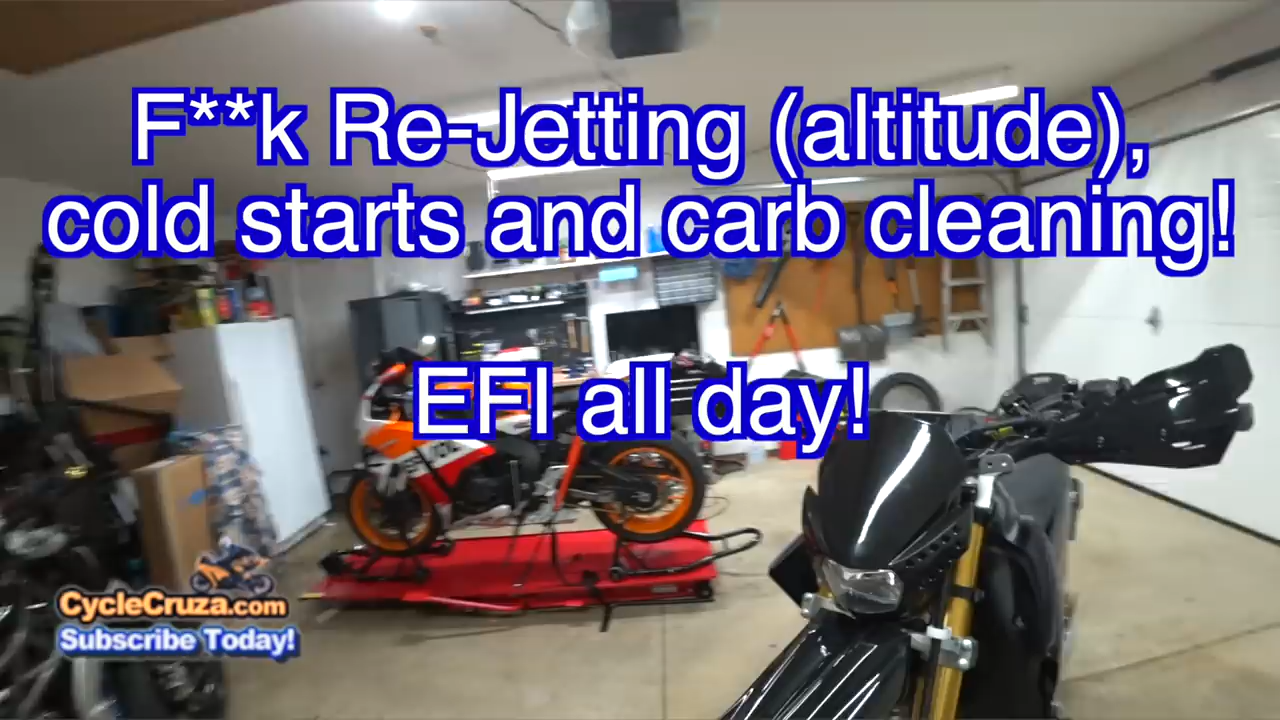 F**k Re-Jetting (altitude),
cold starts and carb cleaning!
EFI all day!
CycleCruza.com
Subscribe Today!